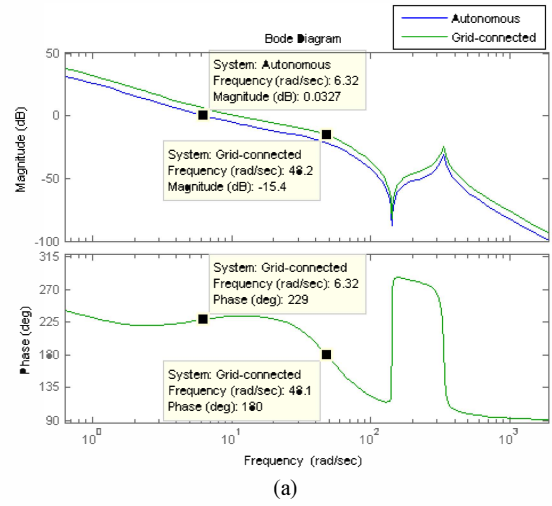 Autonomous
Grid-connected
Bode Diagram
Magnitude (dB)
50
0
-50
-100
System: Autonomous
Frequency (rad/sec): 6.32
Magnitude (dB): 0.0327
System: Grid-connected
Frequency (rad/sec): 48.2
Magnitude (dB): -15.4
Phase (deg)
315
270
225
180
135
90
System: Grid-connected
Frequency (rad/sec): 6.32
Phase (deg): 229
System: Grid-connected
Frequency (rad/sec): 48.1
Phase (deg): 180
10^0
10^1
10^2
10^3
Frequency (rad/sec)
(a)